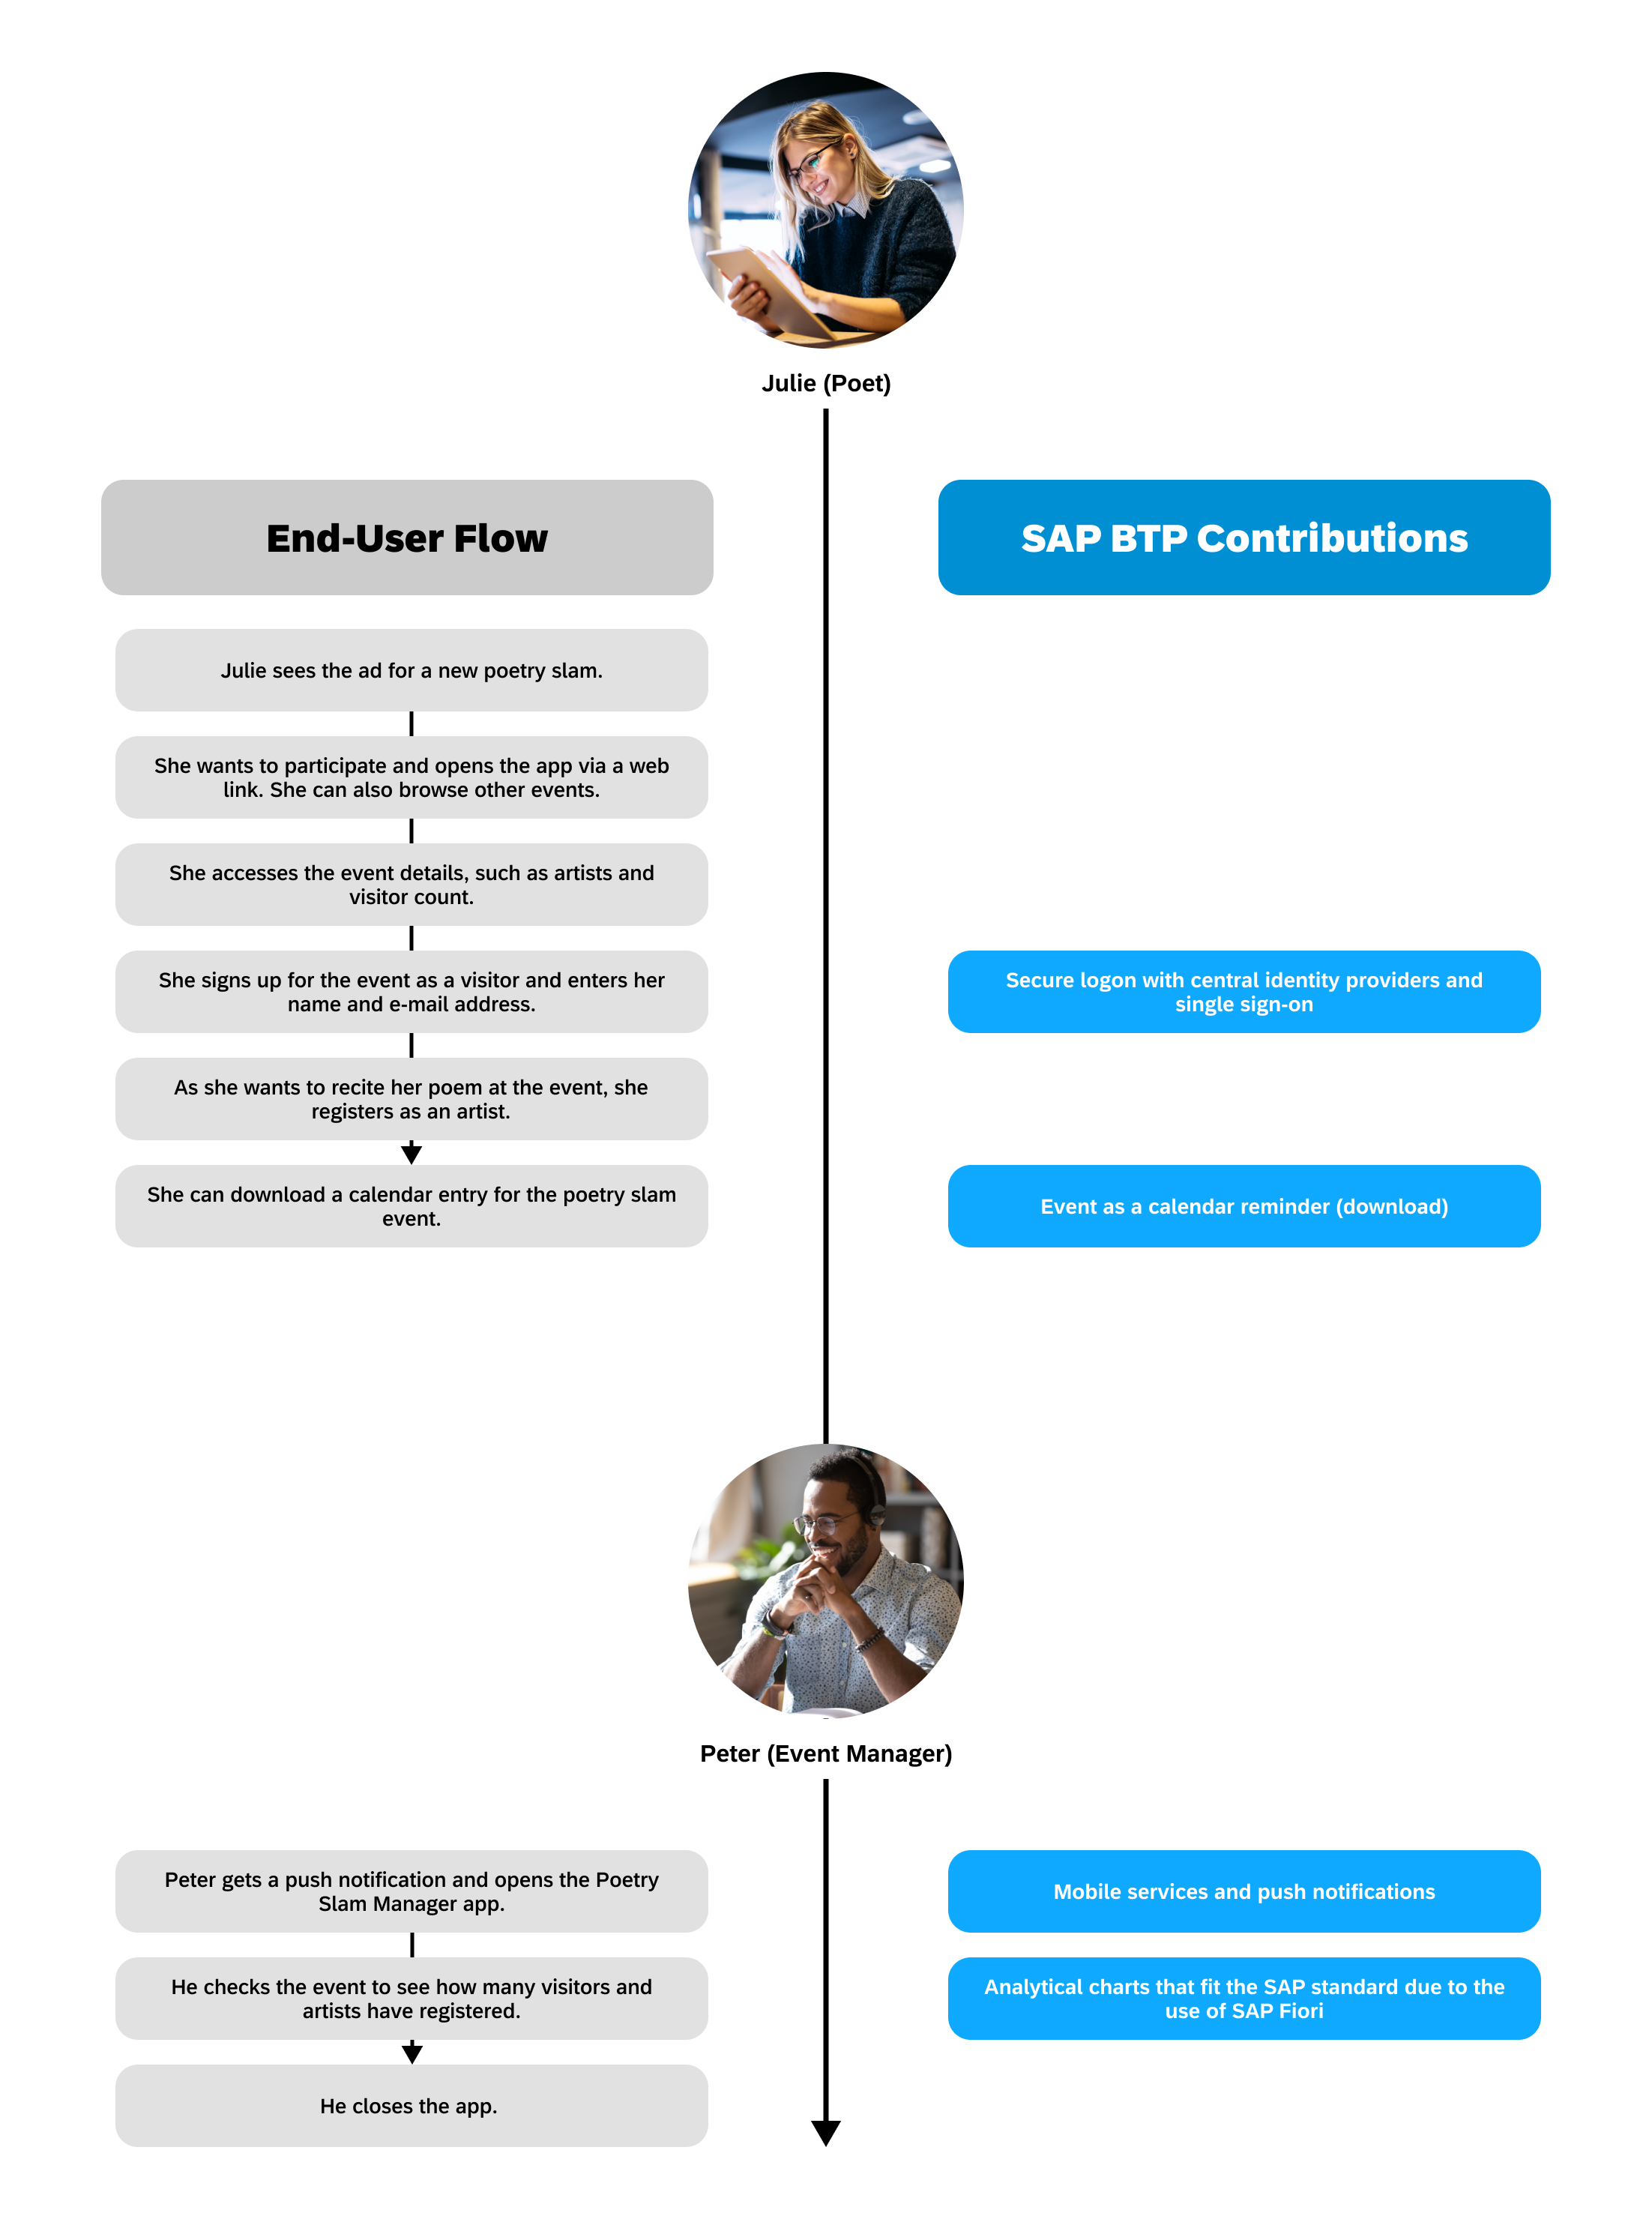 Julie (Poet)
End-User Flow
SAP BTP Contributions
Julie sees the ad for a new poetry slam.
She wants to participate and opens the app via a web
link. She can also browse other events.
She accesses the event details, such as artists and
visitor count.
She signs up for the event as a visitor and enters her
name and e-mail address.
Secure logon with central identity providers and
single sign-on
As she wants to recite her poem at the event, she
registers as an artist.
She can download a calendar entry for the poetry slam
event.
Event as a calendar reminder (download)
Peter (Event Manager)
Peter gets a push notification and opens the Poetry
Slam Manager app.
Mobile services and push notifications
He checks the event to see how many visitors and
artists have registered.
Analytical charts that fit the SAP standard due to the
use of SAP Fiori
He closes the app.